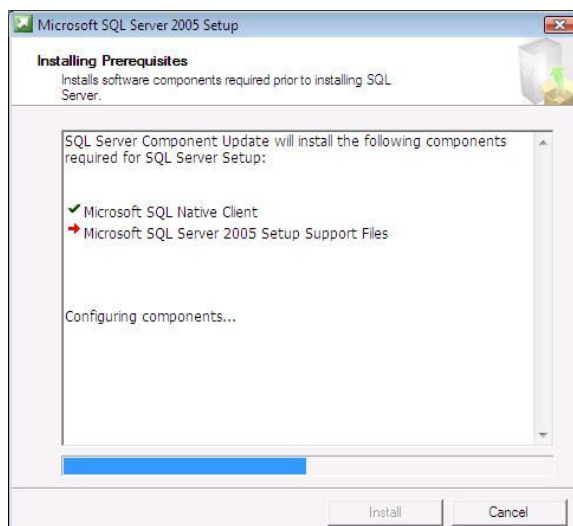 Microsoft SQL Server 2005 Setup
Installing Prerequisites
Installs software components required prior to installing SQL
Server.
SQL Server Component Update will install the following components
required for SQL Server Setup:
Microsoft SQL Native Client
Microsoft SQL Server 2005 Setup Support Files
Configuring components...
Install
Cancel